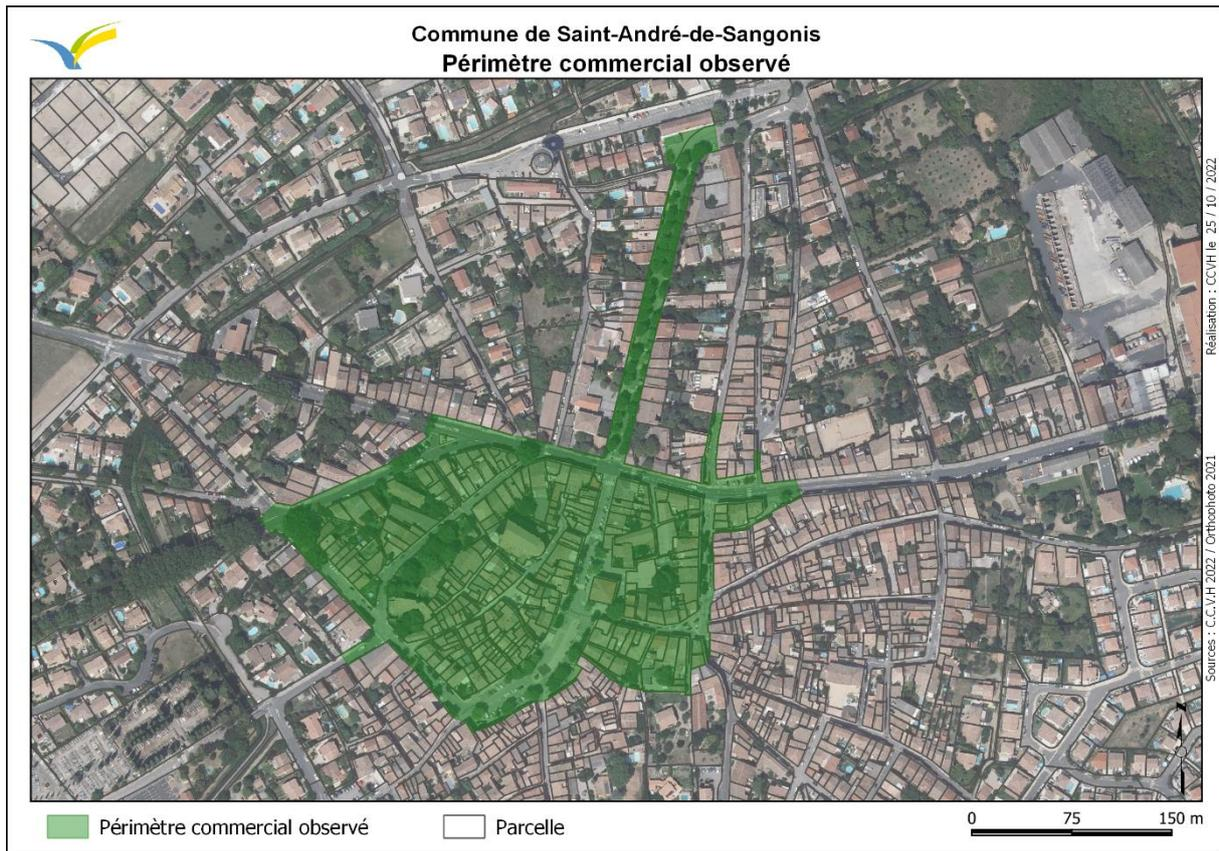 Commune de Saint-André-de-Sangonis
Périmètre commercial observé
Réalisation : CCVH le 25 / 10 / 2022
Sources : C.C.V.H 2022 / Orthophoto 2021
N
Périmètre commercial observé
Parcelle
0 75 150 m